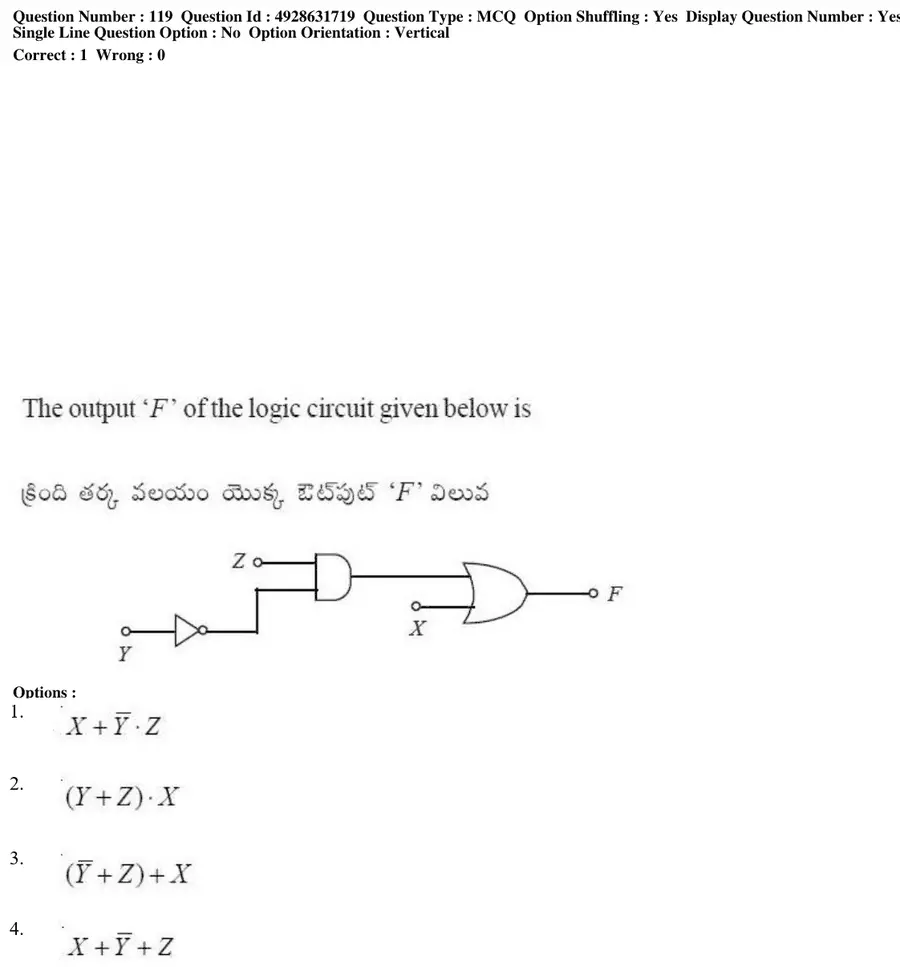 Question Number : 119 Question Id : 4928631719 Question Type : MCQ Option Shuffling : Yes Display Question Number : Yes
Single Line Question Option : No Option Orientation : Vertical
Correct : 1 Wrong : 0
The output ‘F’ of the logic circuit given below is
క్రింది తర్క వలయం యొక్క ఔట్‌పుట్ ‘F’ విలువ
Z
F
X
Y
Options :
1. X + Y̅ · Z
2. (Y + Z) · X
3. (Y̅ + Z) + X
4. X + Y̅ + Z